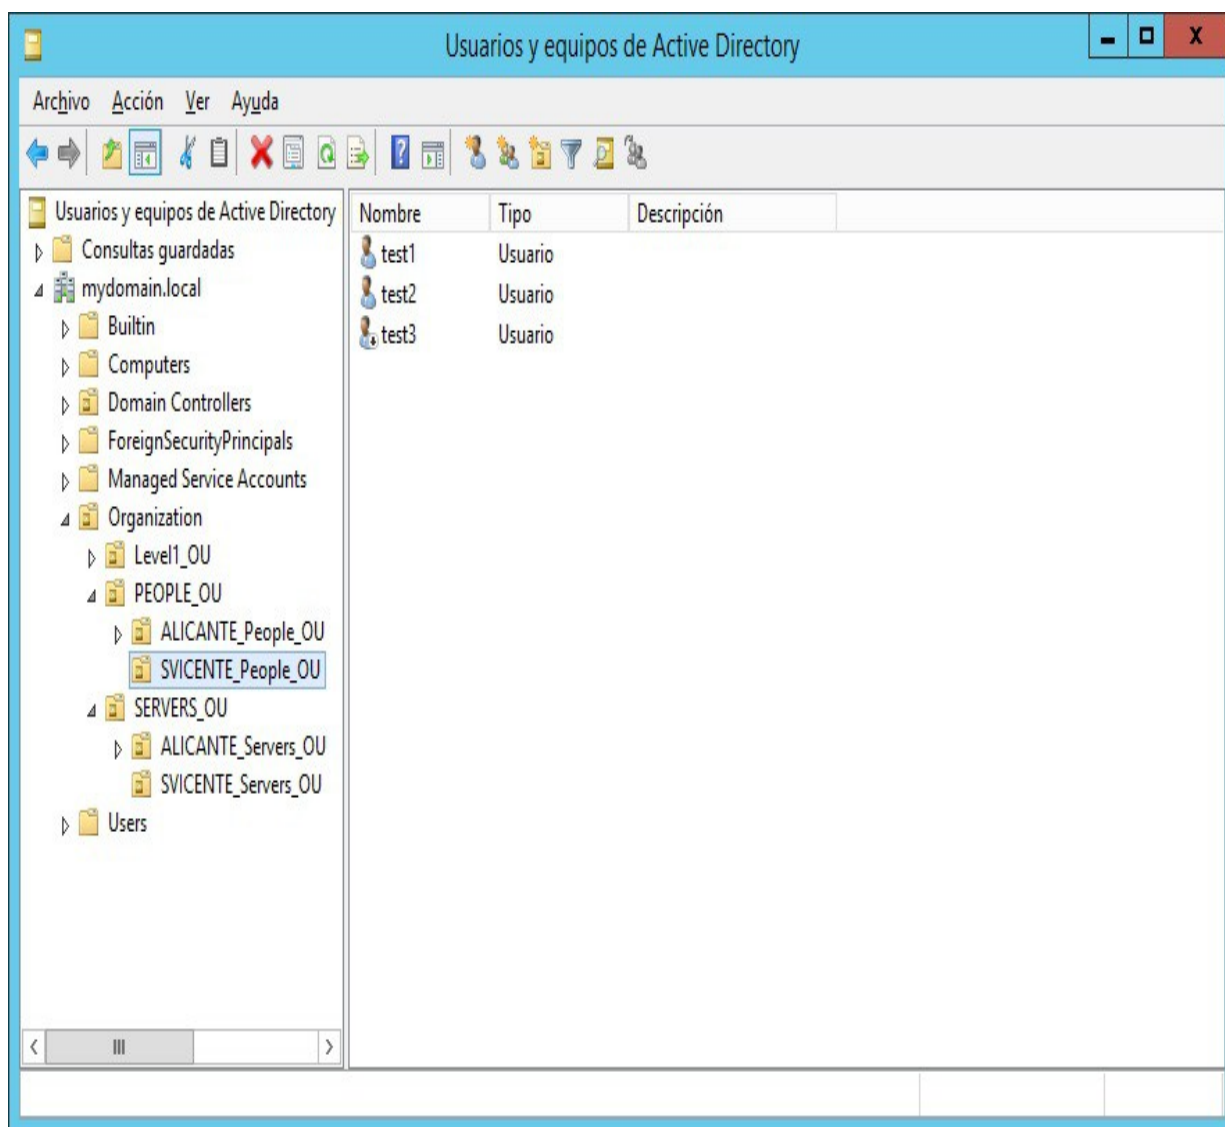 Usuarios y equipos de Active Directory
X
Archivo Acción Ver Ayuda
?
Usuarios y equipos de Active Directory
Consultas guardadas
mydomain.local
Builtin
Computers
Domain Controllers
ForeignSecurityPrincipals
Managed Service Accounts
Organization
Level1_OU
PEOPLE_OU
ALICANTE_People_OU
SVICENTE_People_OU
SERVERS_OU
ALICANTE_Servers_OU
SVICENTE_Servers_OU
Users
Nombre Tipo Descripción
test1 Usuario
test2 Usuario
test3 Usuario